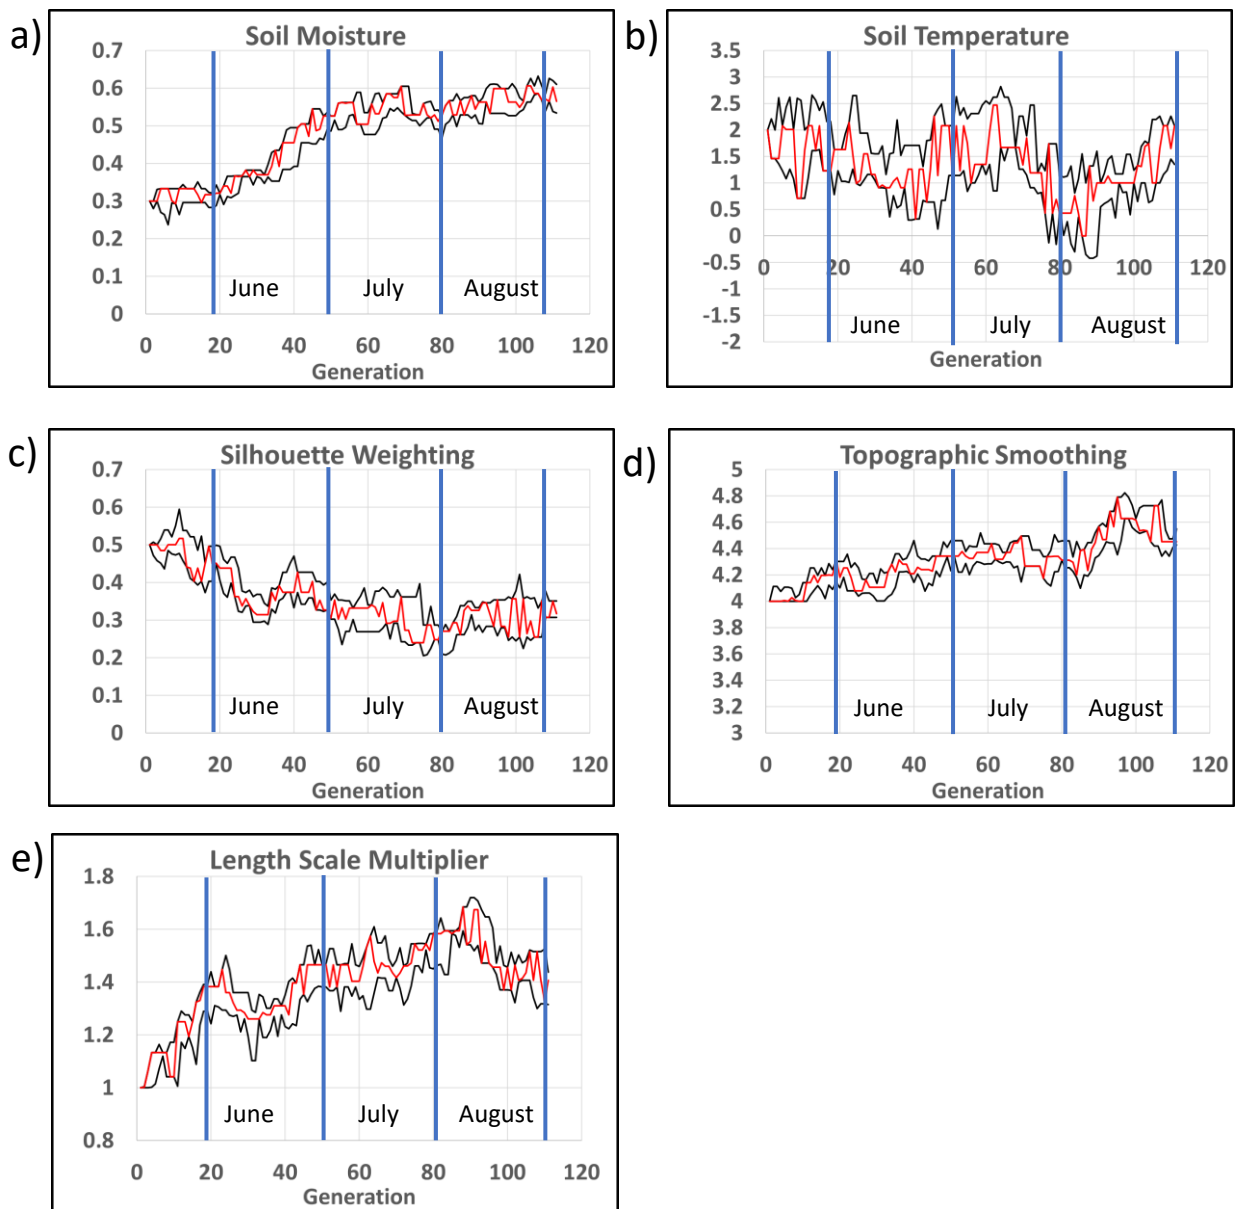 a)
Soil Moisture
0.7
0.6
0.5
0.4
0.3
0.2
0.1
0
June July August
0 20 40 60 80 100 120
Generation
b)
Soil Temperature
3.5
3
2.5
2
1.5
1
0.5
0
-0.5
-1
-1.5
-2
0 20 40 60 80 100 120
June July August
Generation
c)
Silhouette Weighting
0.7
0.6
0.5
0.4
0.3
0.2
0.1
0
June July August
0 20 40 60 80 100 120
Generation
d)
Topographic Smoothing
5
4.8
4.6
4.4
4.2
4
3.8
3.6
3.4
3.2
3
June July August
0 20 40 60 80 100 120
Generation
e)
Length Scale Multiplier
1.8
1.6
1.4
1.2
1
0.8
June July August
0 20 40 60 80 100 120
Generation